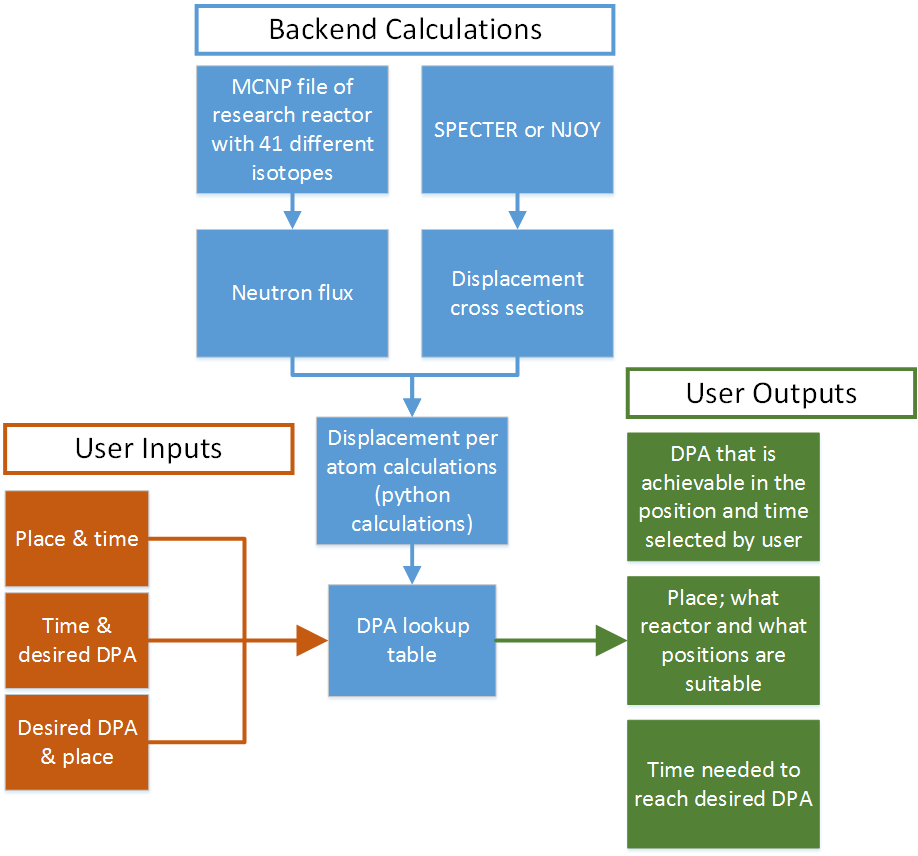 Backend Calculations
MCNP file of
research reactor
with 41 different
isotopes
SPECTER or NJOY
Neutron flux
Displacement
cross sections
Displacement per
atom calculations
(python
calculations)
DPA lookup
table
User Inputs
Place & time
Time &
desired DPA
Desired DPA
& place
User Outputs
DPA that is
achievable in the
position and time
selected by user
Place; what
reactor and what
positions are
suitable
Time needed to
reach desired DPA